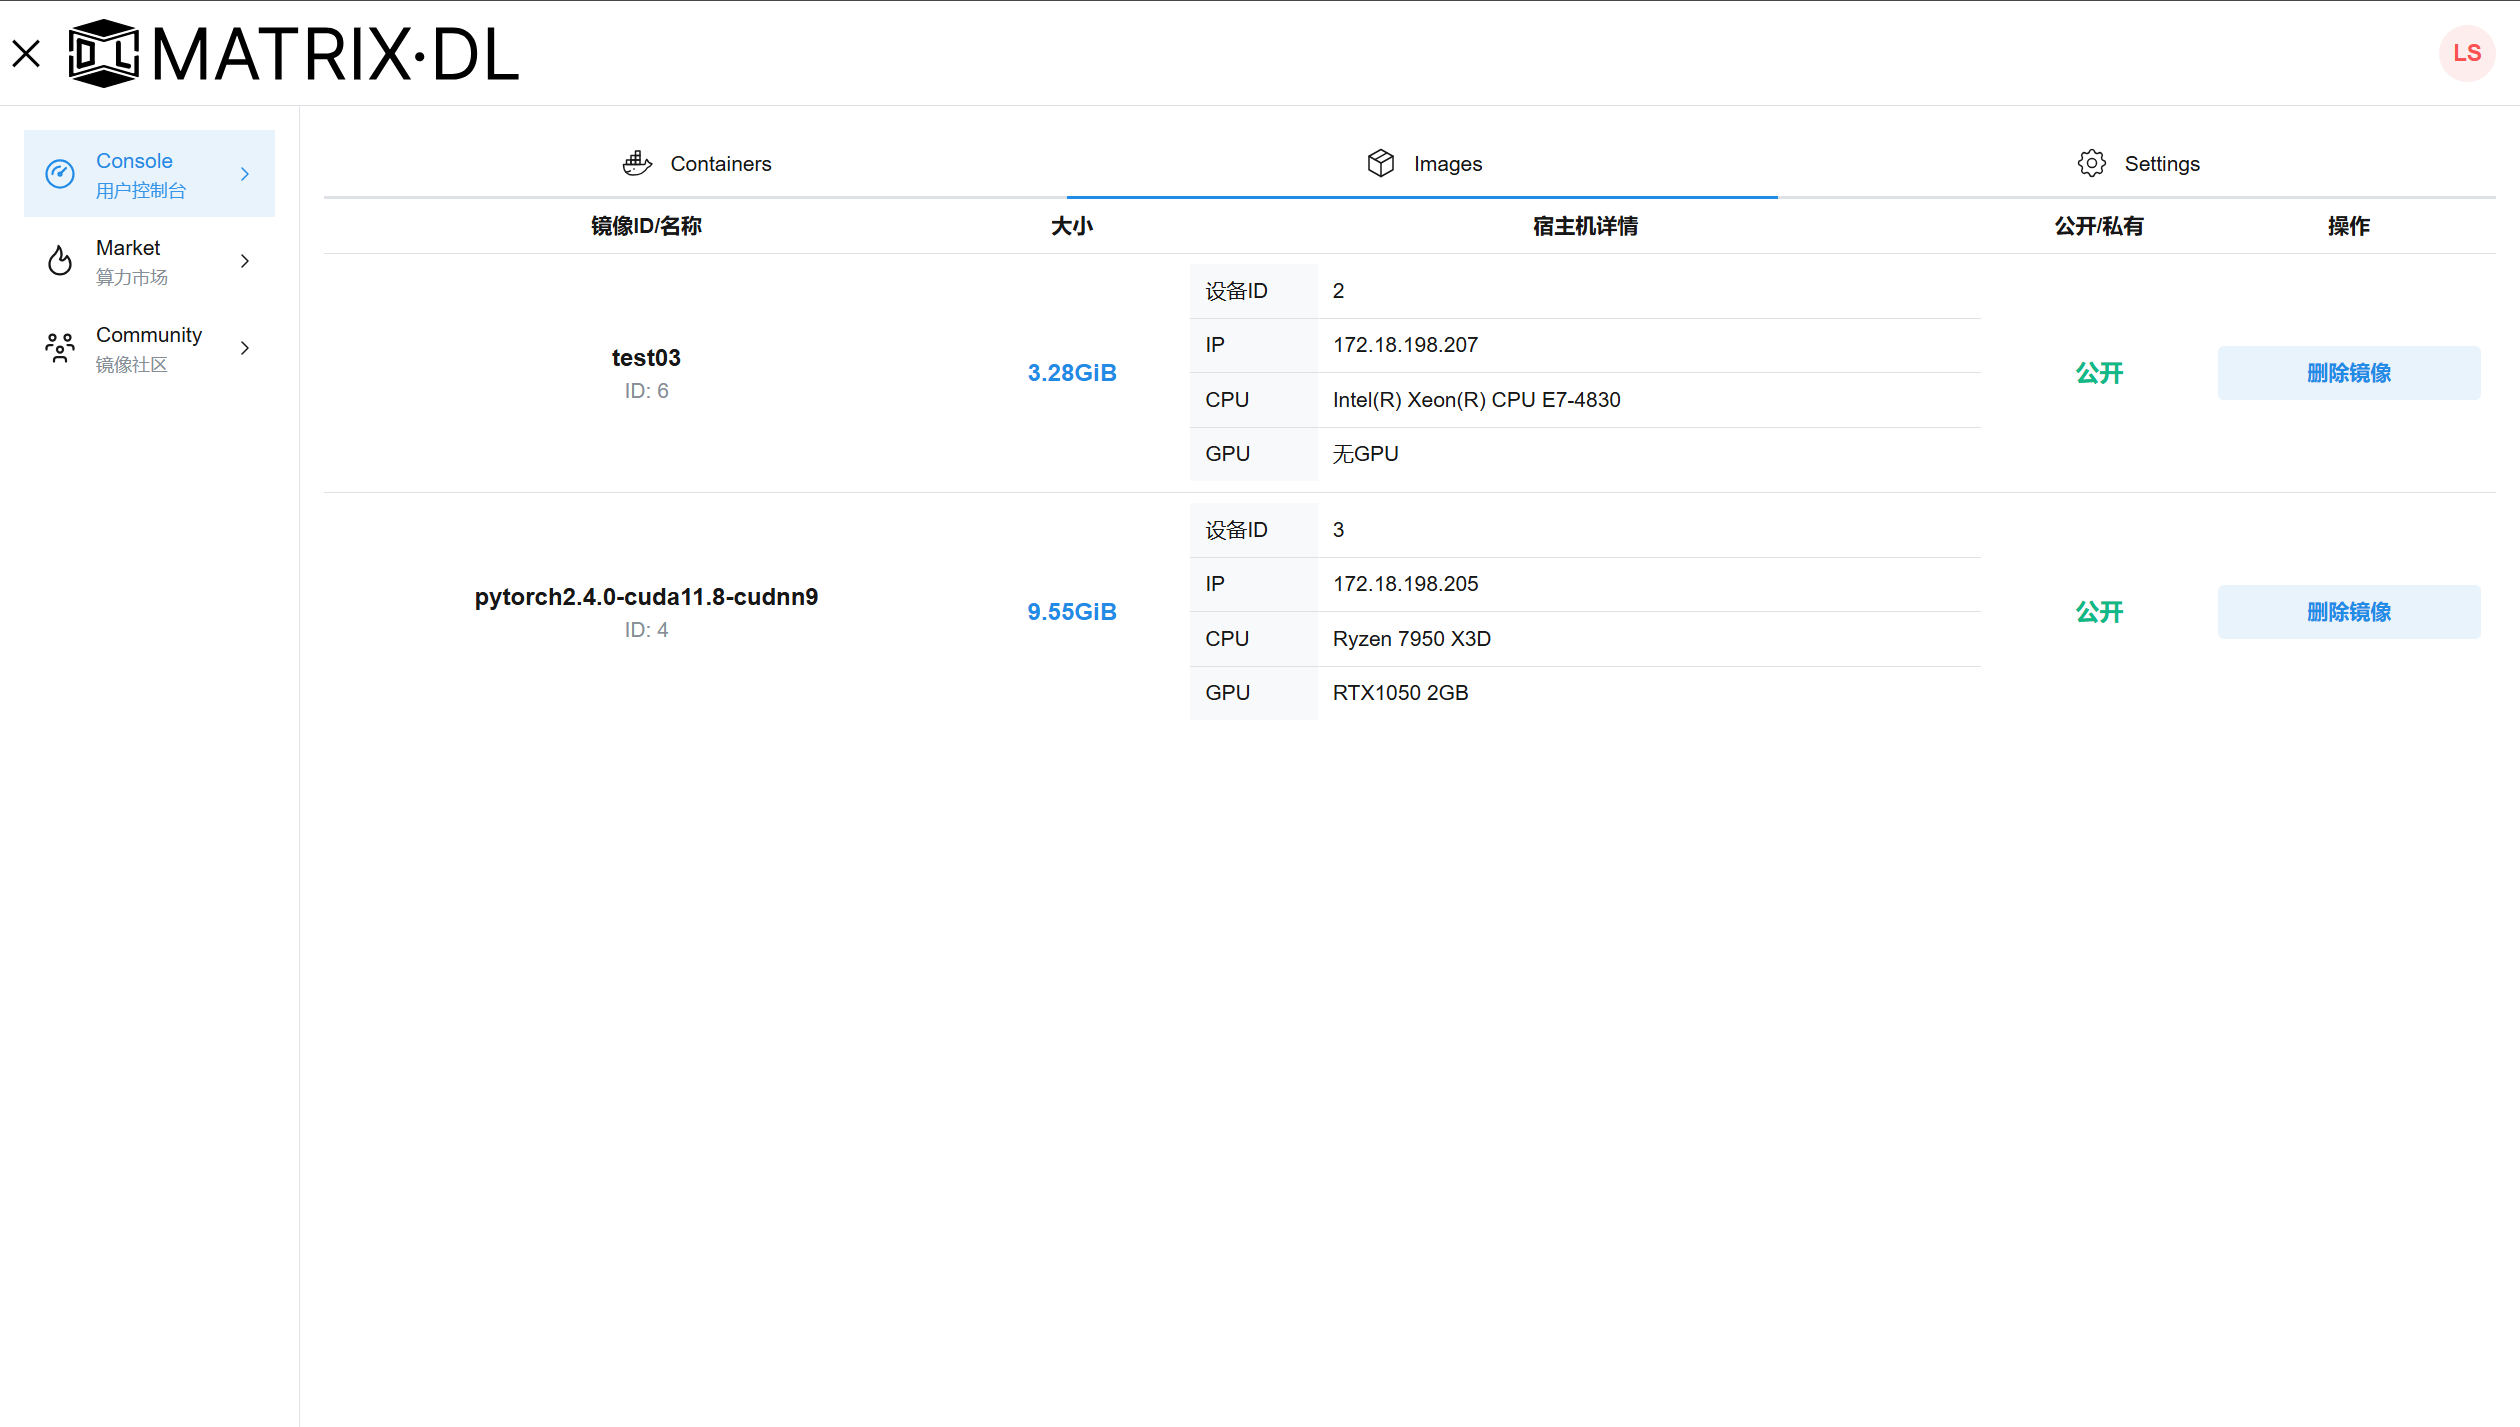 DL MATRIX·DL
LS
Console
用户控制台
Market
算力市场
Community
镜像社区
Containers
Images
Settings
镜像ID/名称
大小
宿主机详情
公开/私有
操作
test03
ID: 6
3.28GiB
设备ID 2
IP 172.18.198.207
CPU Intel(R) Xeon(R) CPU E7-4830
GPU 无GPU
公开
删除镜像
pytorch2.4.0-cuda11.8-cudnn9
ID: 4
9.55GiB
设备ID 3
IP 172.18.198.205
CPU Ryzen 7950 X3D
GPU RTX1050 2GB
公开
删除镜像